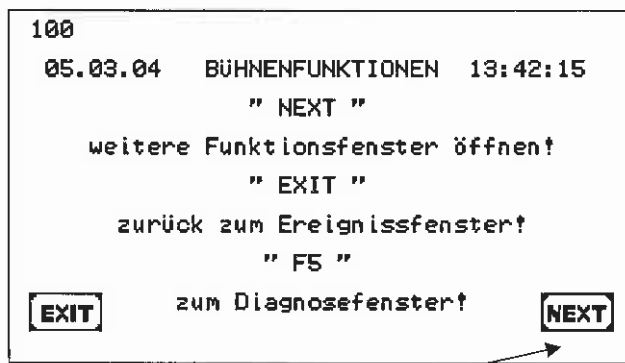 100
05.03.04 BÜHNENFUNKTIONEN 13:42:15
" NEXT "
weitere Funktionsfenster öffnen!
" EXIT "
zurück zum Ereignissfenster!
" F5 "
zum Diagnosefenster!
EXIT NEXT